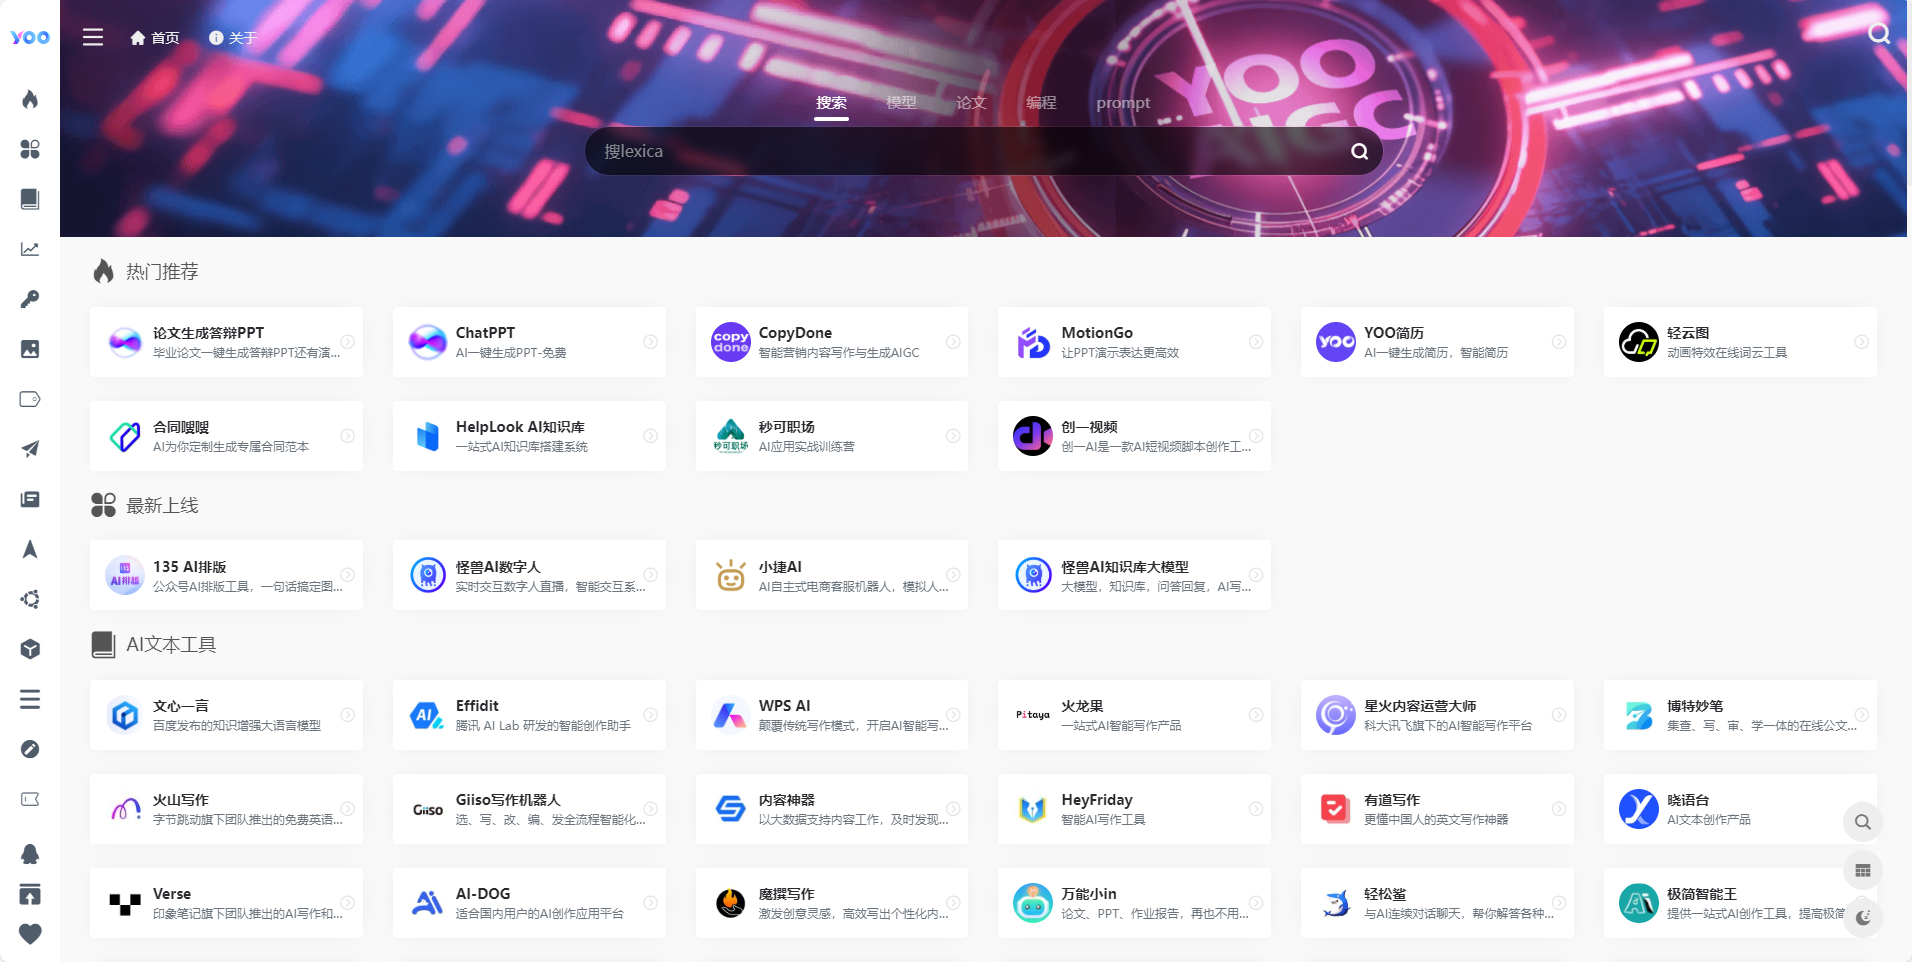 YOO
首页
关于
YOO
AIGC
搜索 模型 论文 编程 prompt
搜lexica
热门推荐
论文生成答辩PPT
毕业论文一键生成答辩PPT还有演...
ChatPPT
AI一键生成PPT-免费
copy
done
CopyDone
智能营销内容写作与生成AIGC
MotionGo
让PPT演示表达更高效
YOO
YOO简历
AI一键生成简历，智能简历
轻云图
动画特效在线词云工具
合同嗖嗖
AI为你定制生成专属合同范本
HelpLook AI知识库
一站式AI知识库搭建系统
秒可职场
秒可职场
AI应用实战训练营
创一视频
创一AI是一款AI短视频脚本创作工...
最新上线
135
AI排版
135 AI排版
公众号AI排版工具，一句话搞定图...
怪兽AI数字人
实时交互数字人直播，智能交互系...
小捷AI
AI自主式电商客服机器人，模拟人...
怪兽AI知识库大模型
大模型，知识库，问答回复，AI写...
AI文本工具
文心一言
百度发布的知识增强大语言模型
AI
Effidit
腾讯 AI Lab 研发的智能创作助手
WPS AI
颠覆传统写作模式，开启AI智能写...
Pitaya
火龙果
一站式AI智能写作产品
星火内容运营大师
科大讯飞旗下的AI智能写作平台
博特妙笔
集查、写、审、学一体的在线公文...
火山写作
字节跳动旗下团队推出的免费英语...
Giiso
Giiso写作机器人
选、写、改、编、发全流程智能化...
内容神器
以大数据支持内容工作，及时发现...
HeyFriday
智能AI写作工具
有道写作
更懂中国人的英文写作神器
晓语台
AI文本创作产品
Verse
印象笔记旗下团队推出的AI写作和...
AI-DOG
适合国内用户的AI创作应用平台
魔撰写作
激发创意灵感，高效写出个性化内...
万能小in
论文、PPT、作业报告，再也不用...
轻松鲨
与AI连续对话聊天，帮你解答各种...
极简智能王
提供一站式AI创作工具，提高极简